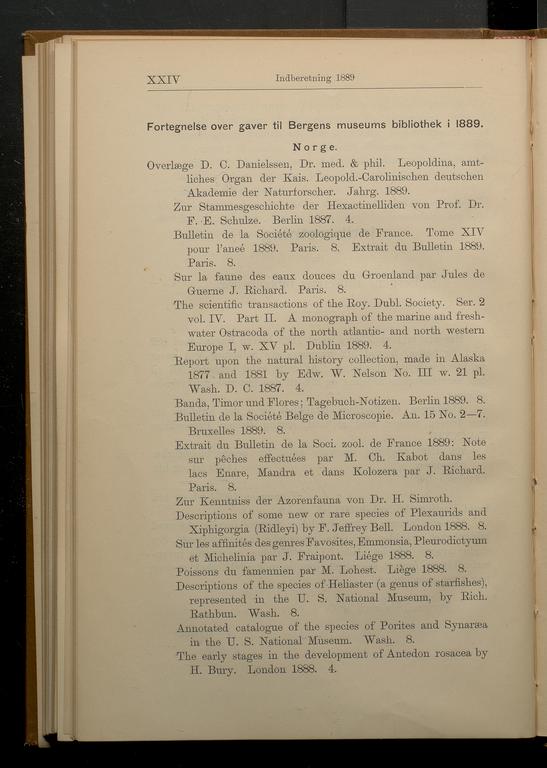 XXIV
Indberetning 1889
Fortegnelse over gaver til Bergens museums bibliothek i 1889.
Norge.
Overlæge D. C. Danielssen, Dr. med. & phil. Leopoldina, amt-
liches Organ der Kais. Leopold.-Carolinischen deutschen
Akademie der Naturforscher. Jahrg. 1889.
Zur Stammesgeschichte der Hexactinelliden von Prof. Dr.
F. E. Schulze. Berlin 1887. 4.
Bulletin de la Société zoologique de France. Tome XIV
pour l'aneé 1889. Paris. 8. Extrait du Bulletin 1889.
Paris. 8.
Sur la faune des eaux douces du Groenland par Jules de
Guerne J. Richard. Paris. 8.
The scientific transactions of the Roy. Dubl. Society. Ser. 2
vol. IV. Part II. A monograph of the marine and fresh-
water Ostracoda of the north atlantic- and north western
Europe I, w. XV pl. Dublin 1889. 4.
Report upon the natural history collection, made in Alaska
1877 and 1881 by Edw. W. Nelson No. III w. 21 pl.
Wash. D. C. 1887. 4.
Banda, Timor und Flores; Tagebuch-Notizen. Berlin 1889. 8.
Bulletin de la Société Belge de Microscopie. An. 15 No. 2—7.
Bruxelles 1889. 8.
Extrait du Bulletin de la Soci. zool. de France 1889: Note
sur pêches effectuées par M. Ch. Kabot dans les
lacs Enare, Mandra et dans Kolozera par J. Richard.
Paris. 8.
Zur Kenntniss der Azorenfauna von Dr. H. Simroth.
Descriptions of some new or rare species of Plexaurids and
Xiphigorgia (Ridleyi) by F. Jeffrey Bell. London 1888. 8.
Sur les affinités des genres Favosites, Emmonsia, Pleurodictyum
et Michelinia par J. Fraipont. Liége 1888. 8.
Poissons du famennien par M. Lohest. Liège 1888. 8.
Descriptions of the species of Heliaster (a genus of starfishes),
represented in the U. S. National Museum, by Rich.
Rathbun. Wash. 8.
Annotated catalogue of the species of Porites and Synaræa
in the U. S. National Museum. Wash. 8.
The early stages in the development of Antedon rosacea by
H. Bury. London 1888. 4.